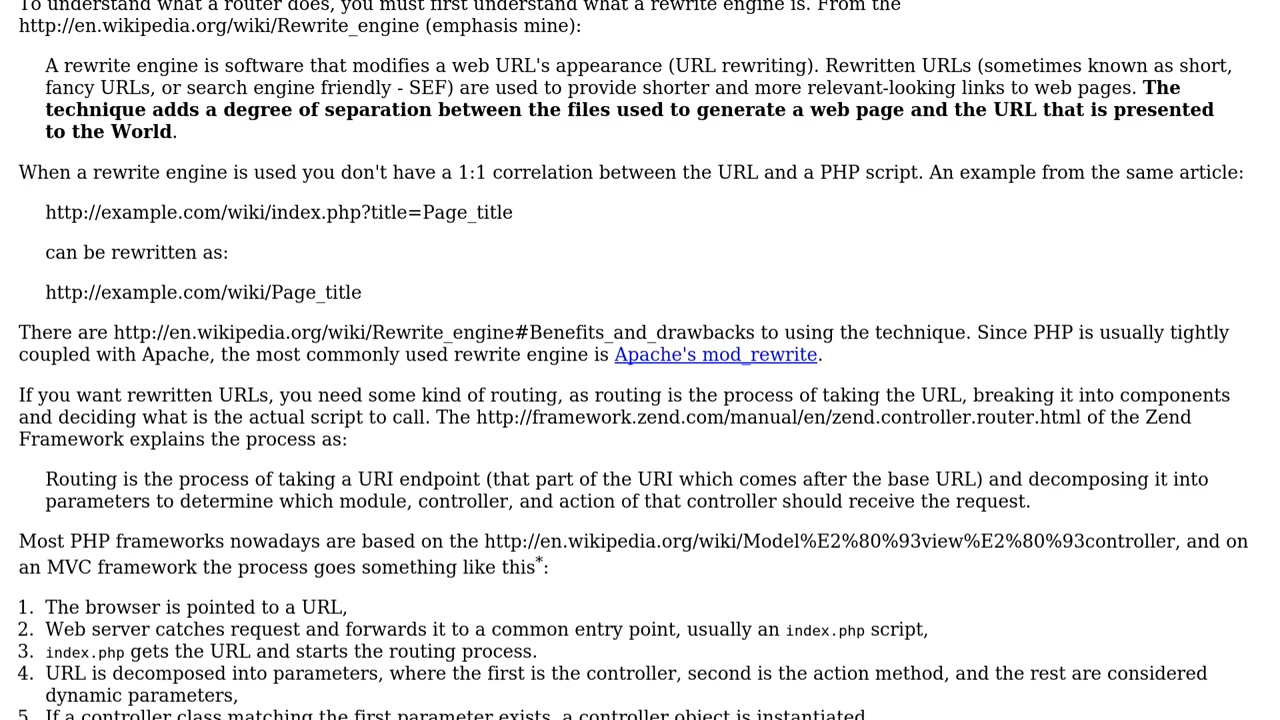 To understand what a router does, you must first understand what a rewrite engine is. From the
http://en.wikipedia.org/wiki/Rewrite_engine (emphasis mine):
A rewrite engine is software that modifies a web URL's appearance (URL rewriting). Rewritten URLs (sometimes known as short,
fancy URLs, or search engine friendly - SEF) are used to provide shorter and more relevant-looking links to web pages. The
technique adds a degree of separation between the files used to generate a web page and the URL that is presented
to the World.
When a rewrite engine is used you don't have a 1:1 correlation between the URL and a PHP script. An example from the same article:
http://example.com/wiki/index.php?title=Page_title
can be rewritten as:
http://example.com/wiki/Page_title
There are http://en.wikipedia.org/wiki/Rewrite_engine#Benefits_and_drawbacks to using the technique. Since PHP is usually tightly
coupled with Apache, the most commonly used rewrite engine is Apache's mod_rewrite.
If you want rewritten URLs, you need some kind of routing, as routing is the process of taking the URL, breaking it into components
and deciding what is the actual script to call. The http://framework.zend.com/manual/en/zend.controller.router.html of the Zend
Framework explains the process as:
Routing is the process of taking a URI endpoint (that part of the URI which comes after the base URL) and decomposing it into
parameters to determine which module, controller, and action of that controller should receive the request.
Most PHP frameworks nowadays are based on the http://en.wikipedia.org/wiki/Model%E2%80%93view%E2%80%93controller, and on
an MVC framework the process goes something like this*:
1. The browser is pointed to a URL,
2. Web server catches request and forwards it to a common entry point, usually an index.php script,
3. index.php gets the URL and starts the routing process.
4. URL is decomposed into parameters, where the first is the controller, second is the action method, and the rest are considered
dynamic parameters,
5. If a controller class matching the first parameter exists, a controller object is instantiated